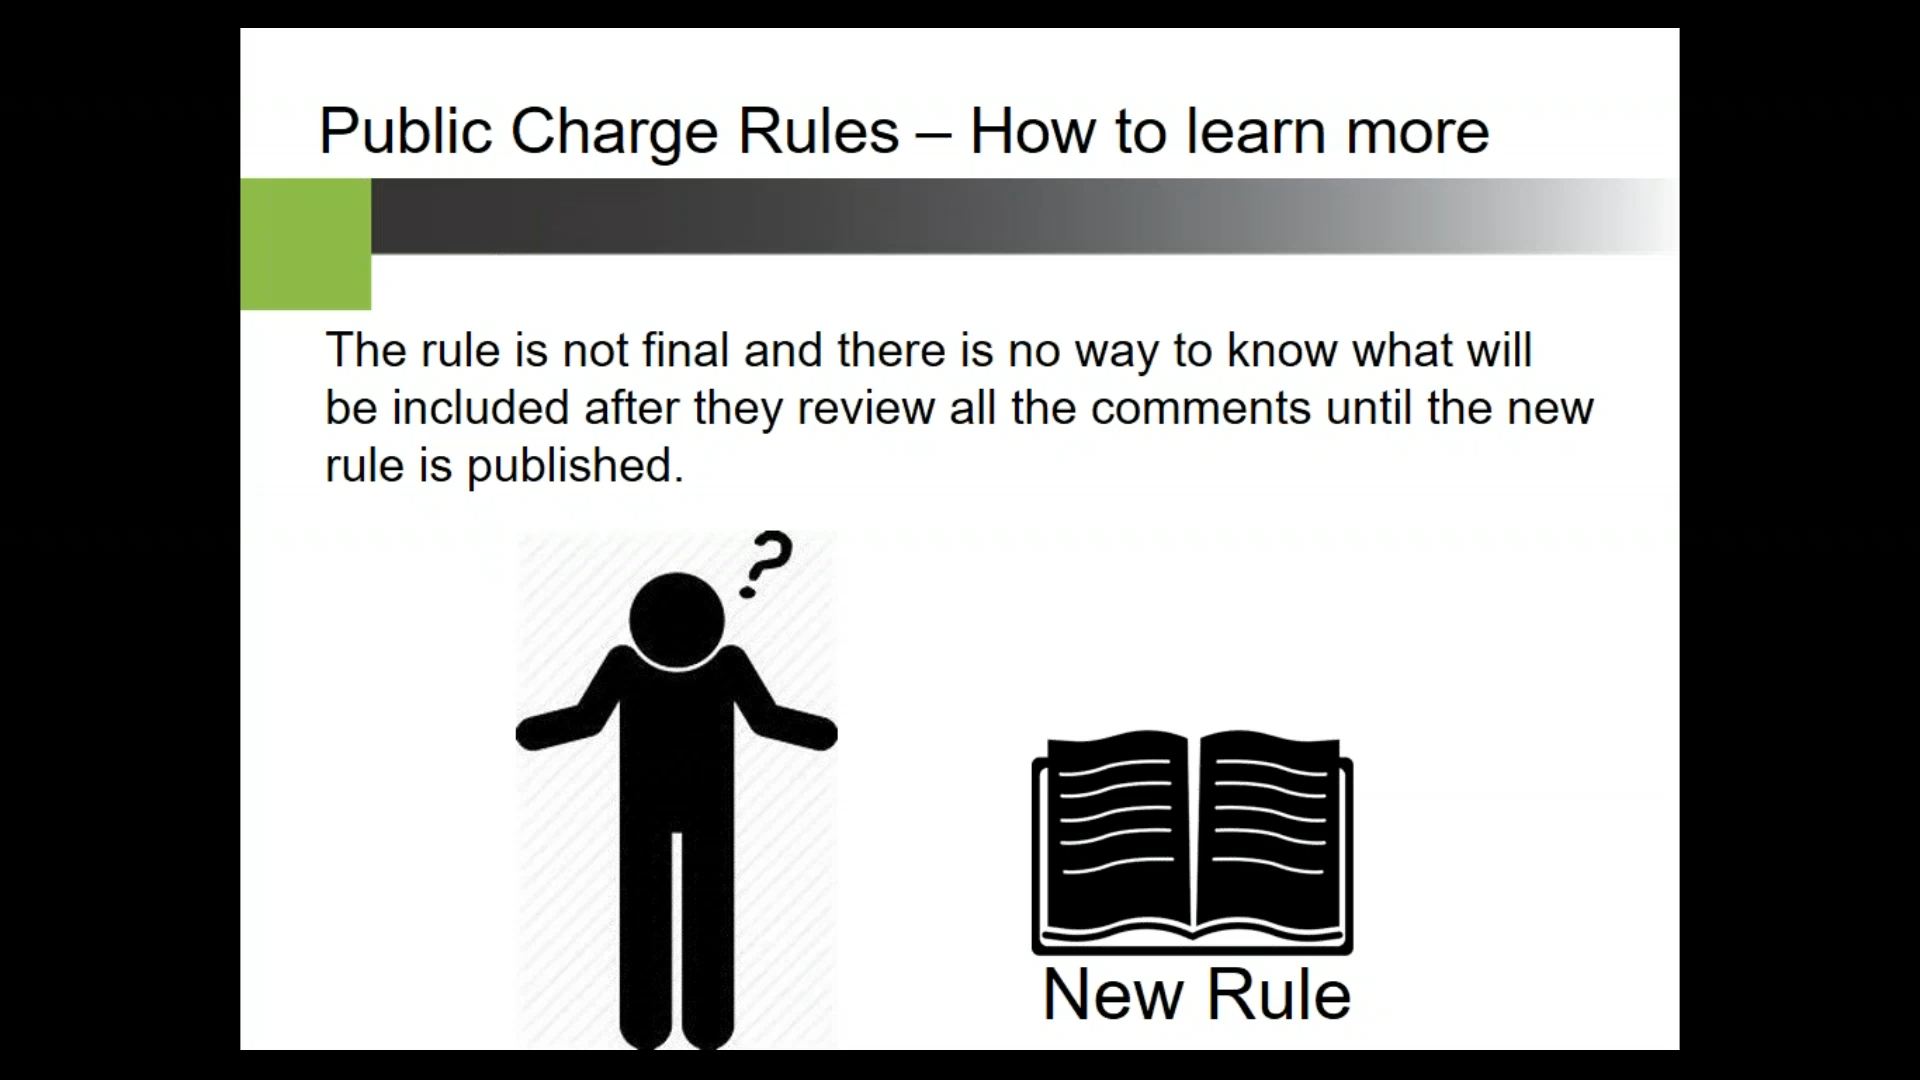 Public Charge Rules – How to learn more
The rule is not final and there is no way to know what will
be included after they review all the comments until the new
rule is published.
?
New Rule